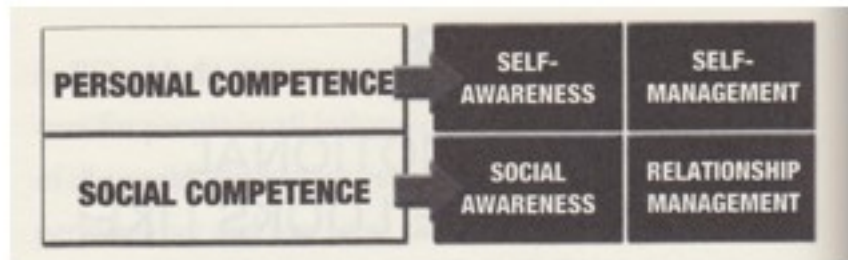 PERSONAL COMPETENCE
SELF-
AWARENESS
SELF-
MANAGEMENT
SOCIAL COMPETENCE
SOCIAL
AWARENESS
RELATIONSHIP
MANAGEMENT